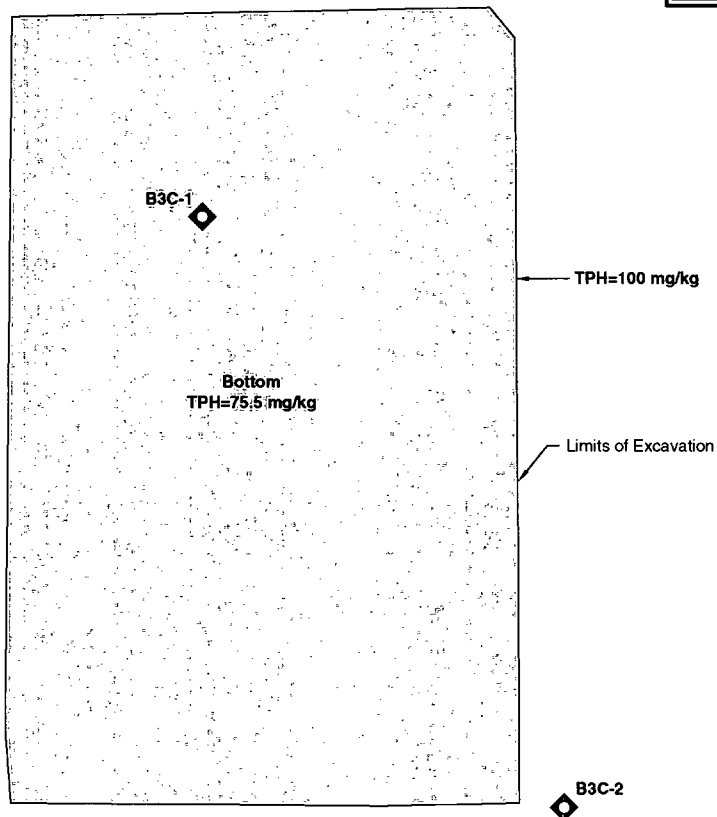 B3C-1
TPH=100 mg/kg
Bottom
TPH=75.5 mg/kg
Limits of Excavation
B3C-2